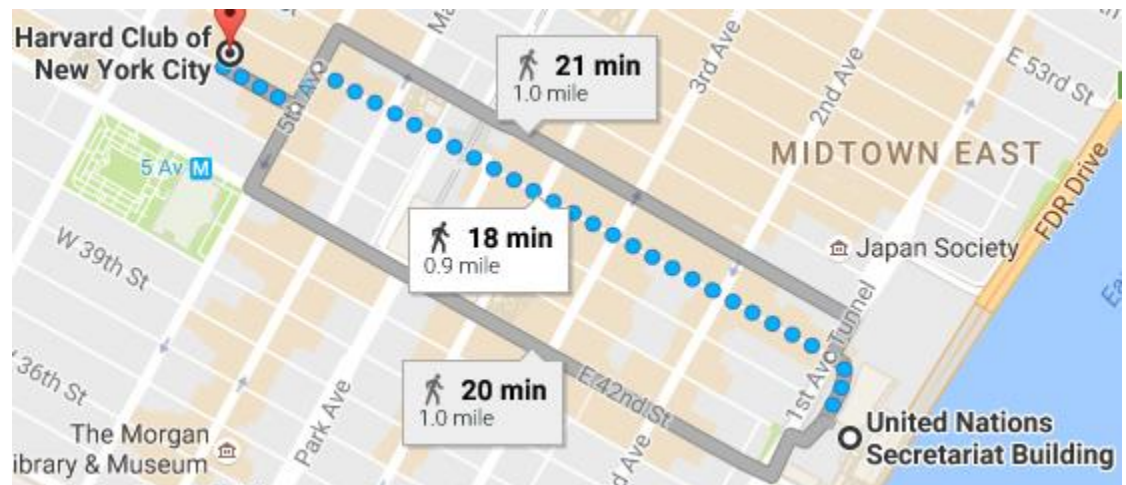 Harvard Club of
New York City
5th Ave
21 min
1.0 mile
3rd Ave
2nd Ave
E 53rd St
MIDTOWN EAST
FDR Drive
5 Av M
18 min
0.9 mile
Japan Society
W 39th St
1st Ave Tunnel
36th St
20 min
1.0 mile
E 42nd St
Park Ave
The Morgan
ibrary & Museum
d Ave
United Nations
Secretariat Building